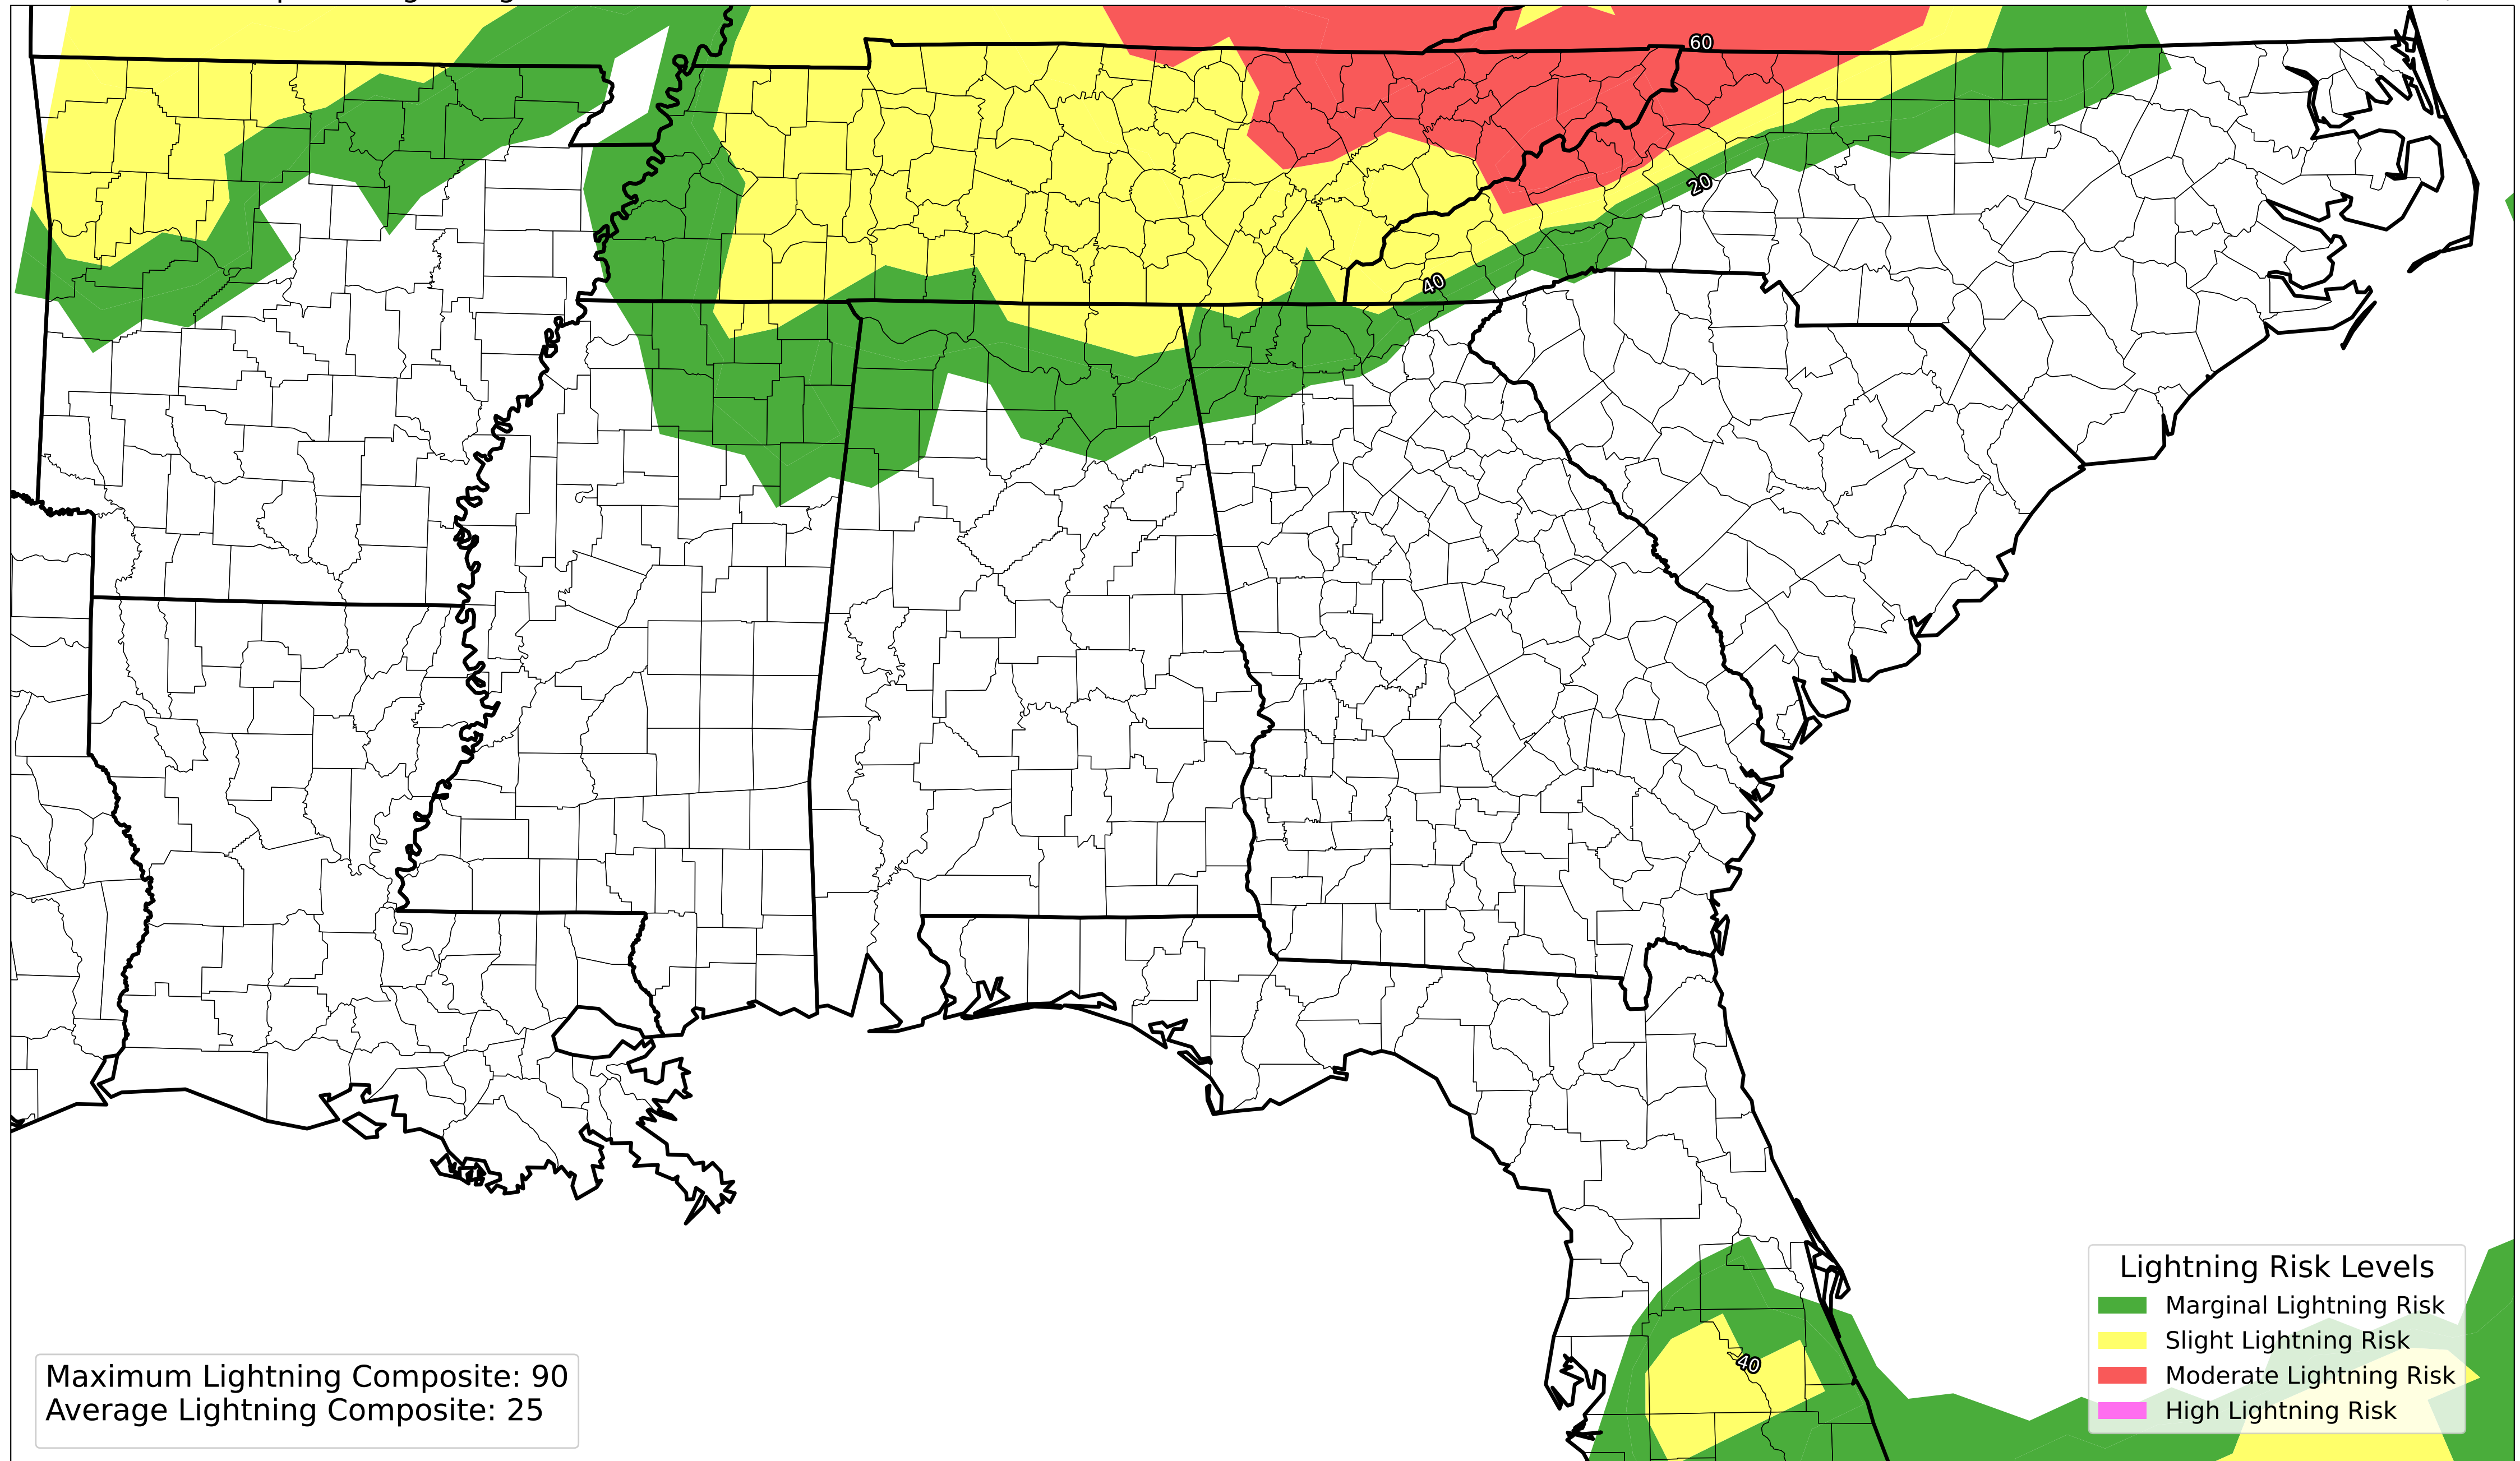 60
20
40
40
Lightning Risk Levels
Marginal Lightning Risk
Slight Lightning Risk
Moderate Lightning Risk
High Lightning Risk
Maximum Lightning Composite: 90
Average Lightning Composite: 25